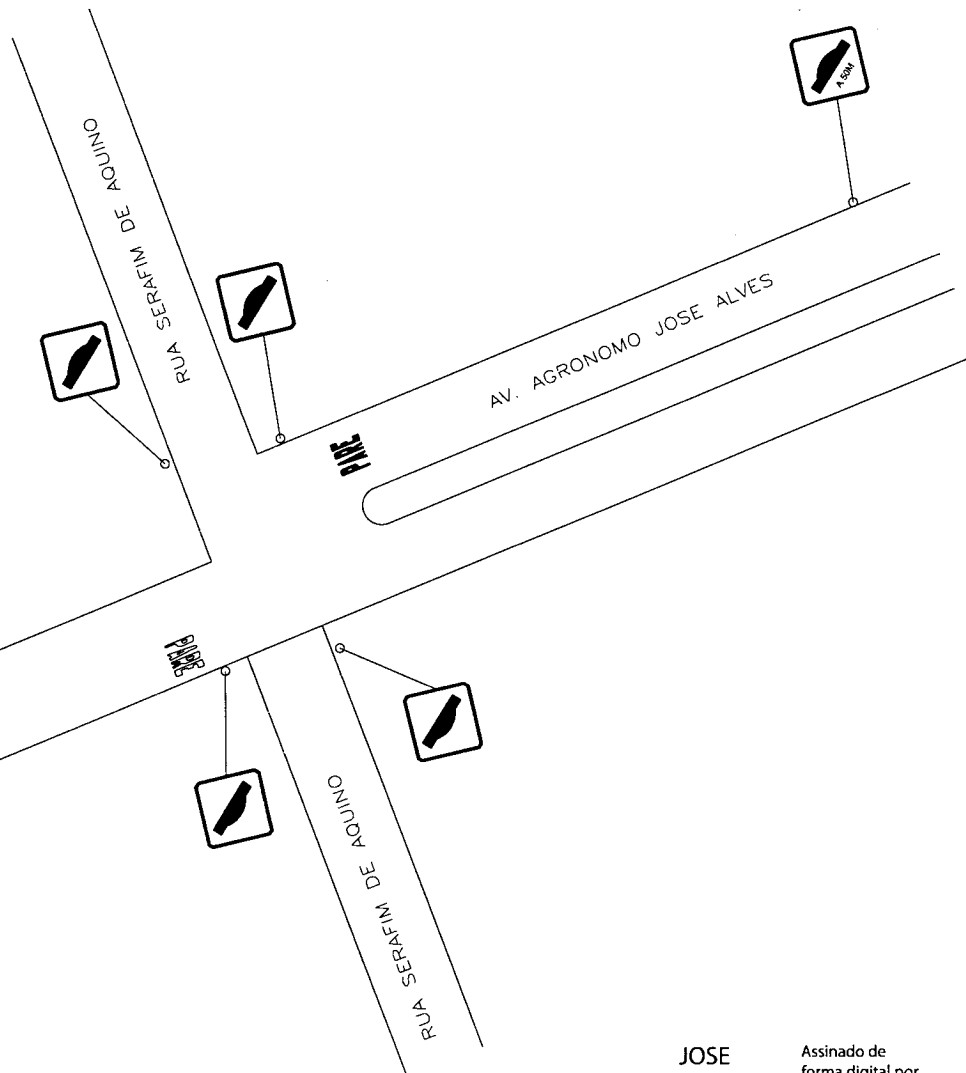 A 50M
RUA SERAFIM DE AQUINO
AV. AGRONOMO JOSE ALVES
PARE
PARE
RUA SERAFIM DE AQUINO
JOSE
Assinado de
forma digital por